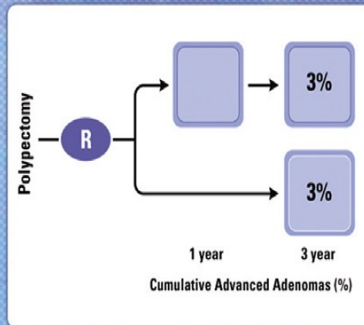 Polypectomy
R
3%
3%
1 year 3 year
Cumulative Advanced Adenomas (%)